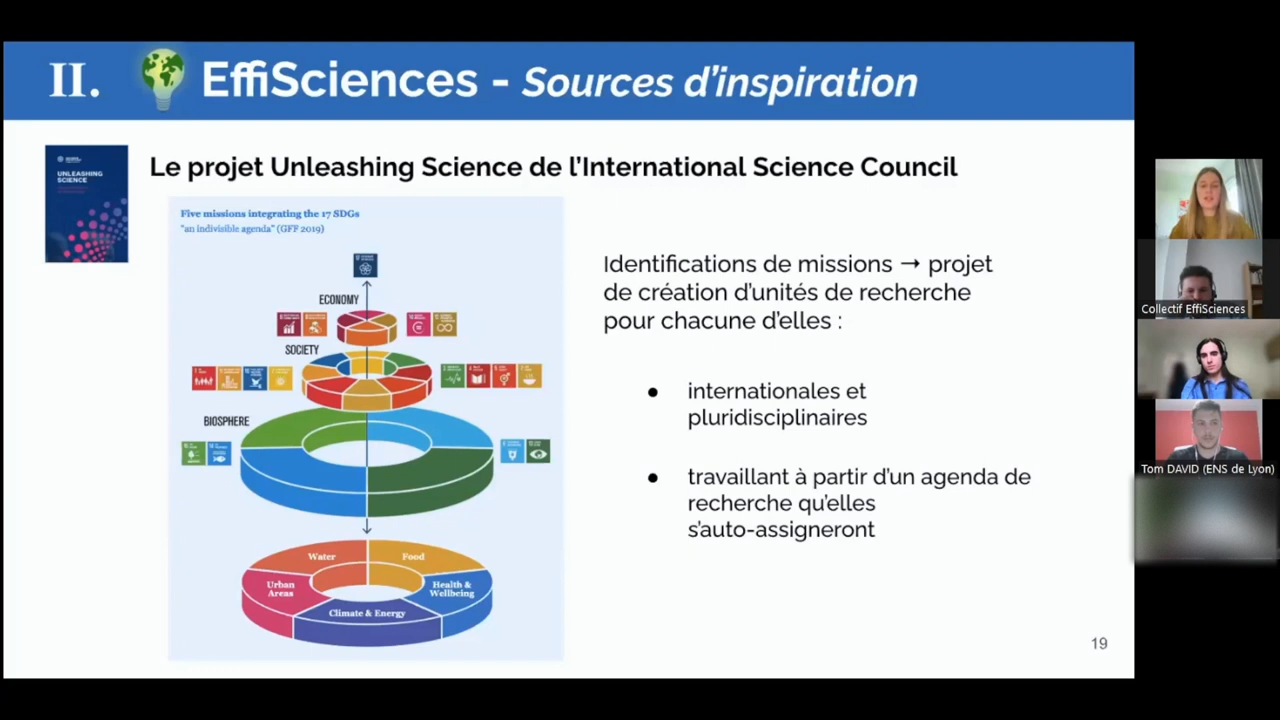 II.
EffiSciences - Sources d'inspiration
UNLEASHING
SCIENCE
Le projet Unleashing Science de l'International Science Council
Five missions integrating the 17 SDGs
"an indivisible agenda" (GFF 2019)
ECONOMY
SOCIETY
BIOSPHERE
Water
Food
Urban
Areas
Health &
Wellbeing
Climate & Energy
Identifications de missions → projet
de création d'unités de recherche
pour chacune d'elles :
● internationales et
pluridisciplinaires
● travaillant à partir d'un agenda de
recherche qu'elles
s'auto-assigneront
19
Collectif EffiSciences
Tom DAVID (ENS de Lyon)